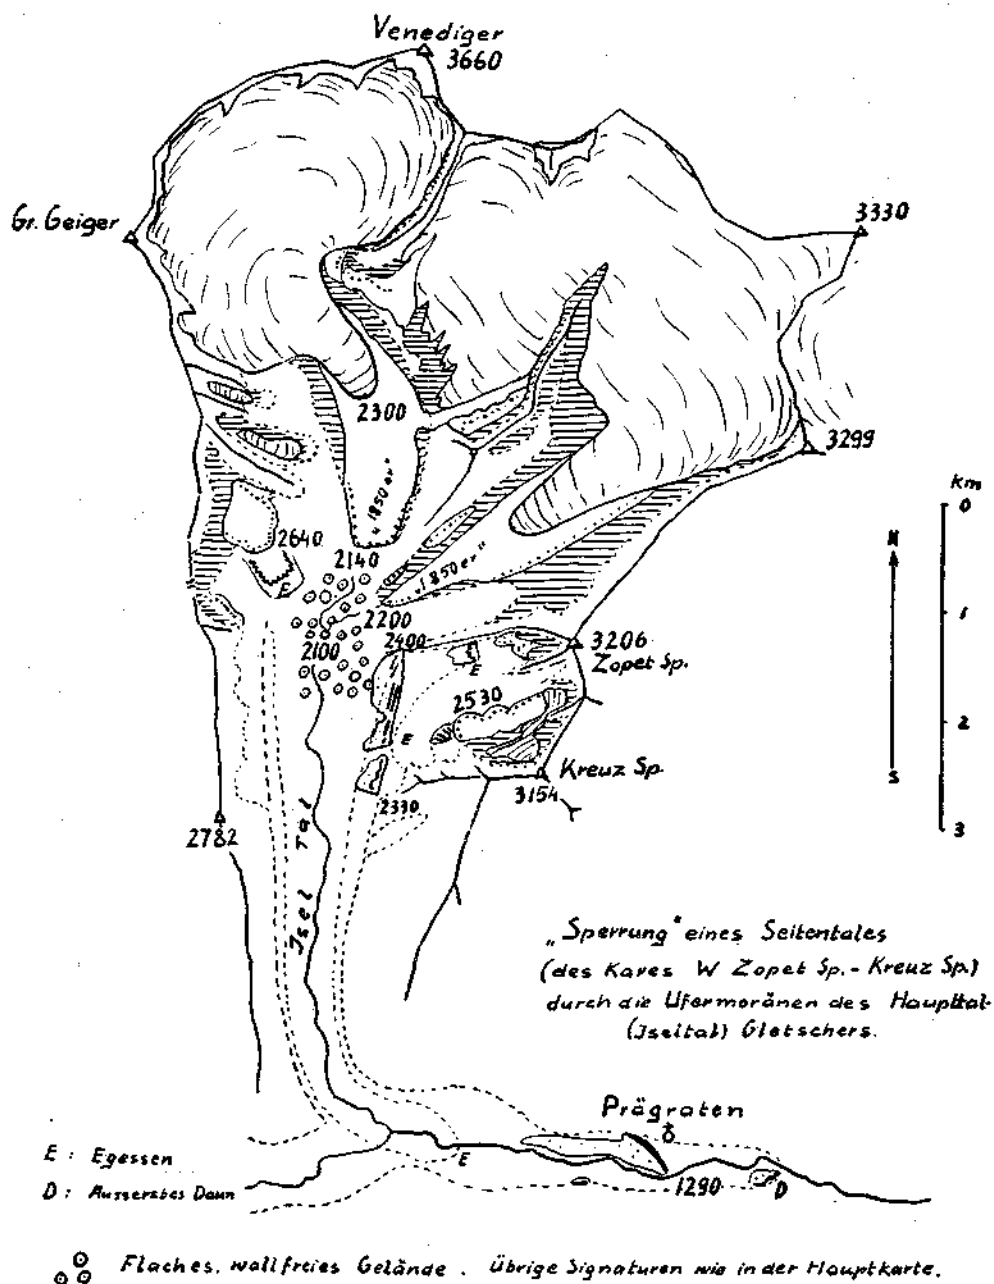 Venediger
3660
Gr. Geiger
3330
2300
3299
"1850er"
km
0
2640
N
2140
E
"1850er"
1
2200
2100
2400
3206
Zopet Sp.
E
2530
2
E
Kreuz Sp.
S
3154
2330
3
2782
Isel Tal
„Sperrung" eines Seitentales
(des Kares W Zopet Sp. - Kreuz Sp.)
durch die Ufermoränen des Haupttal-
(Iseltal) Gletschers.
Prägraten
E : Egessen
E
D : Äusserstes Daun
1290
D
Flaches, wallfreies Gelände. Übrige Signaturen wie in der Hauptkarte.